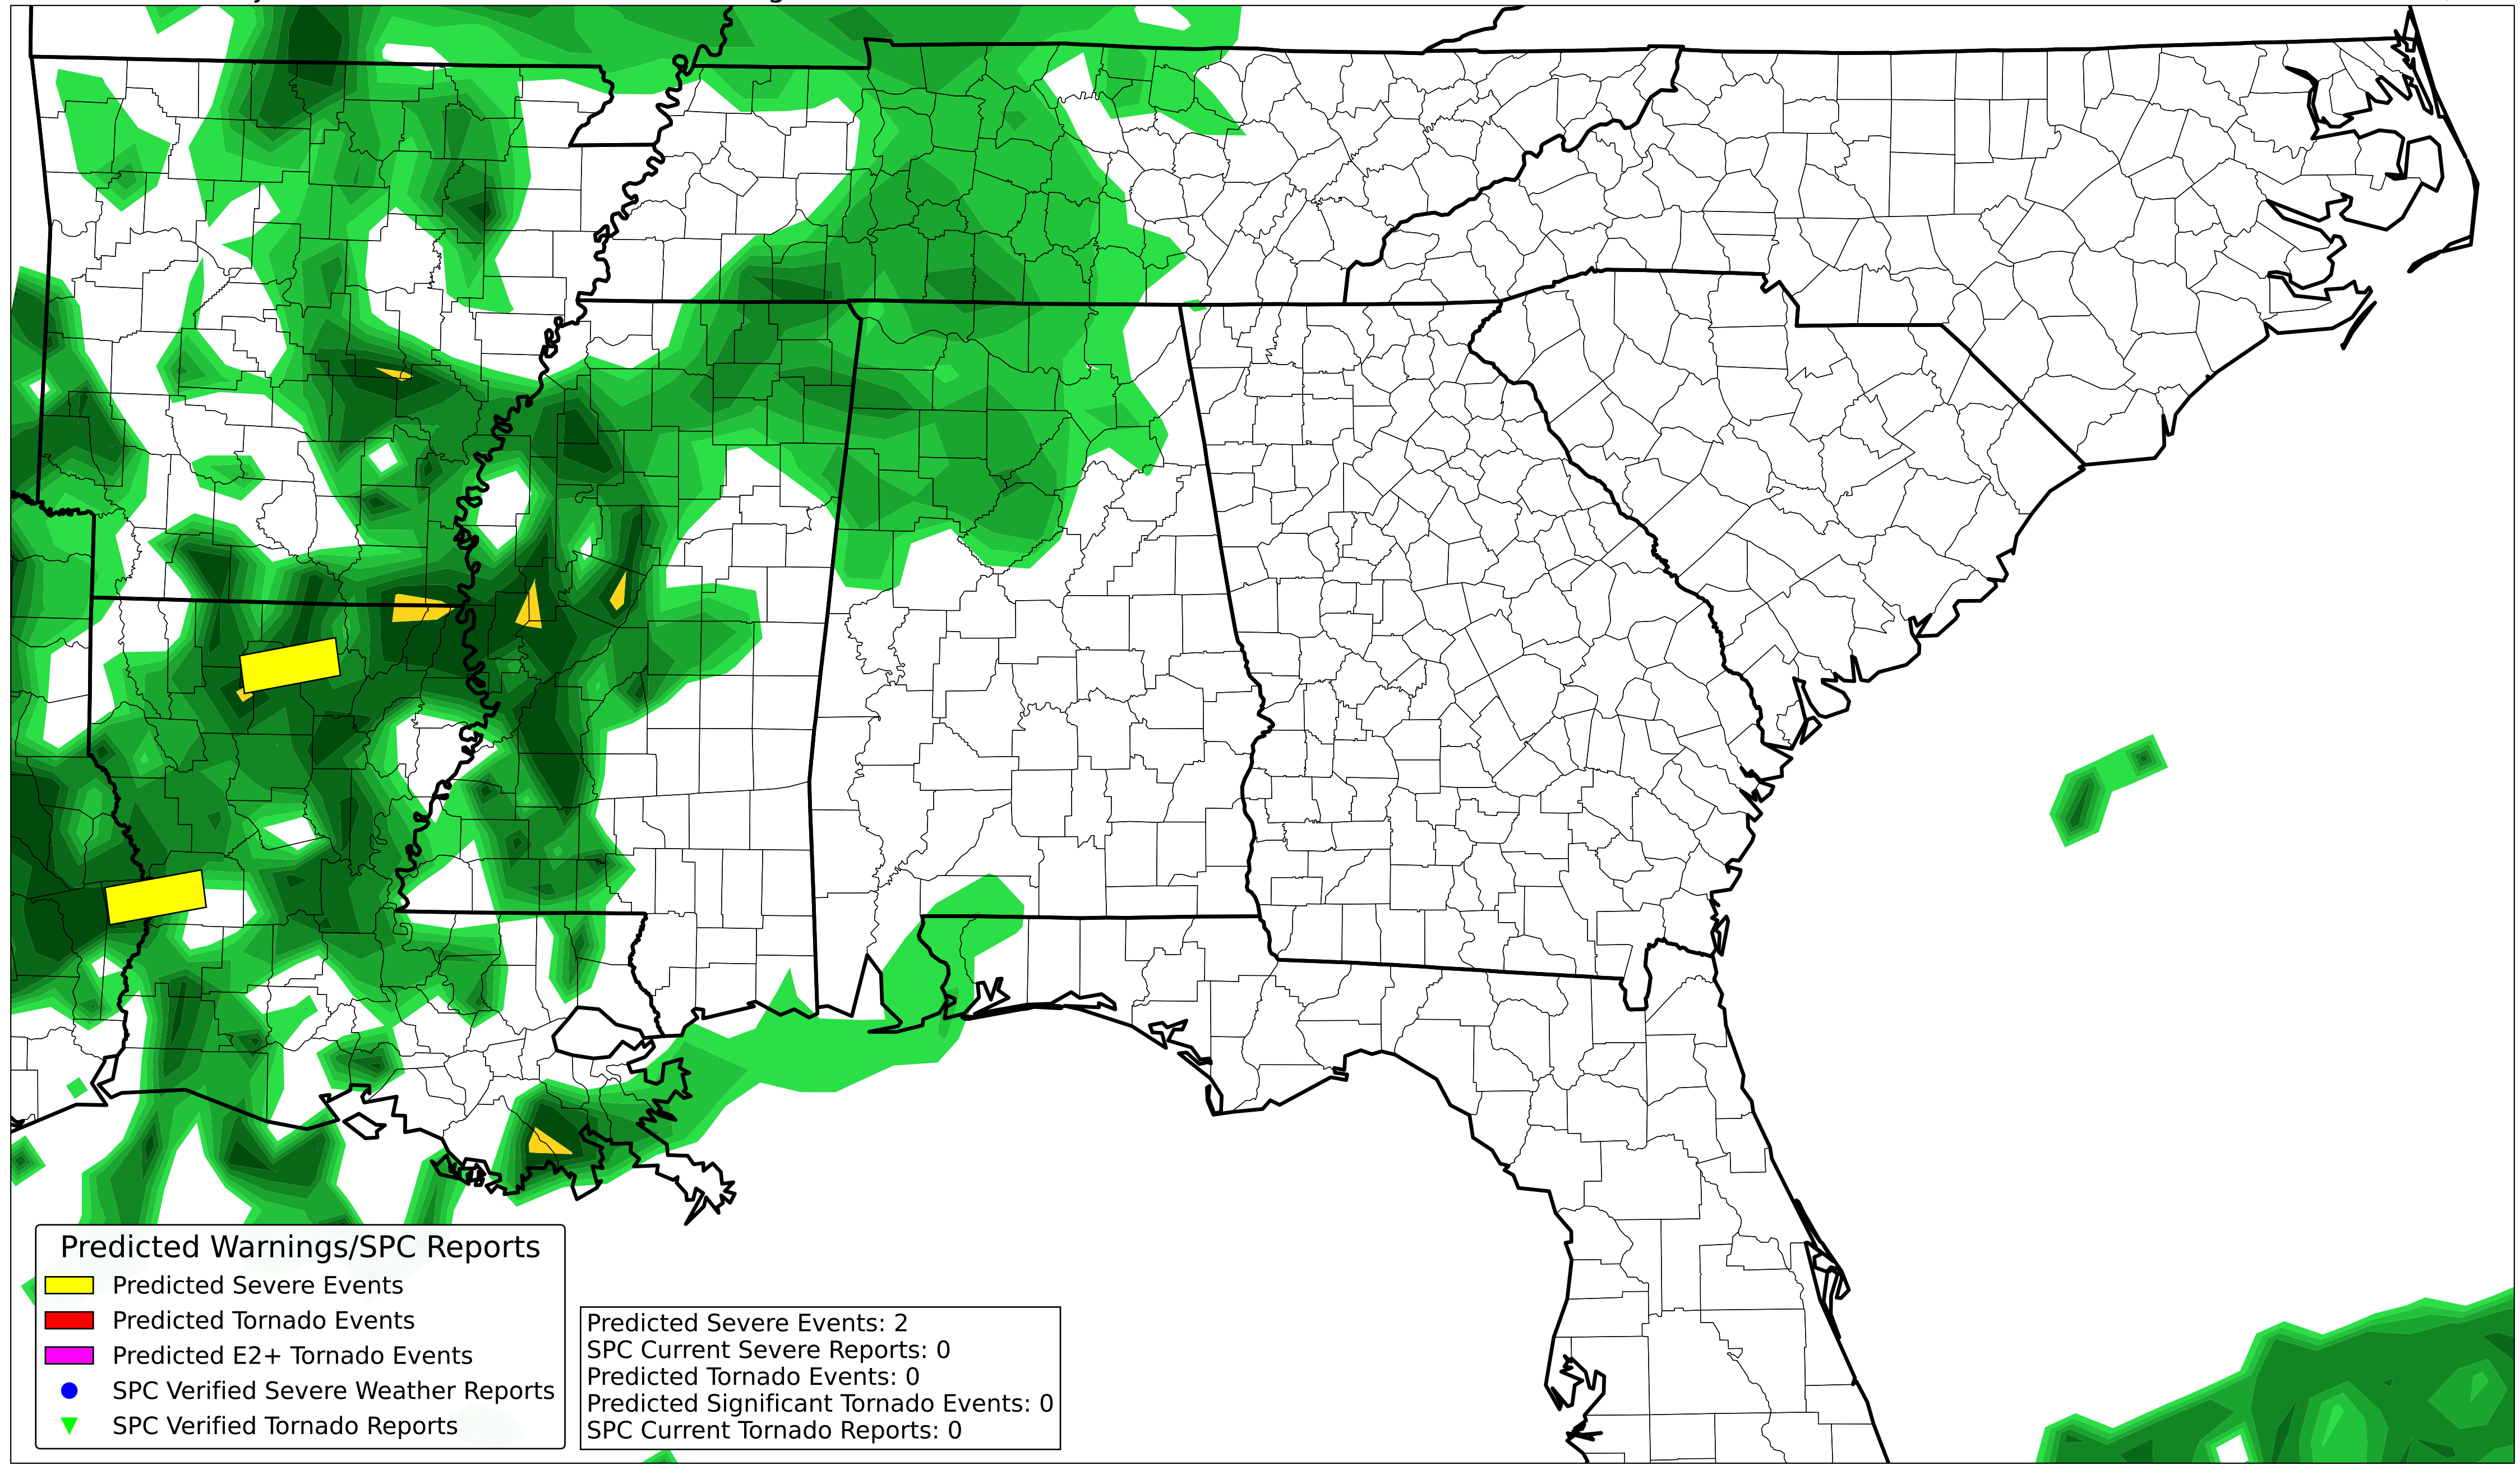 Predicted Warnings/SPC Reports
Predicted Severe Events
Predicted Tornado Events
Predicted E2+ Tornado Events
SPC Verified Severe Weather Reports
SPC Verified Tornado Reports
Predicted Severe Events: 2
SPC Current Severe Reports: 0
Predicted Tornado Events: 0
Predicted Significant Tornado Events: 0
SPC Current Tornado Reports: 0